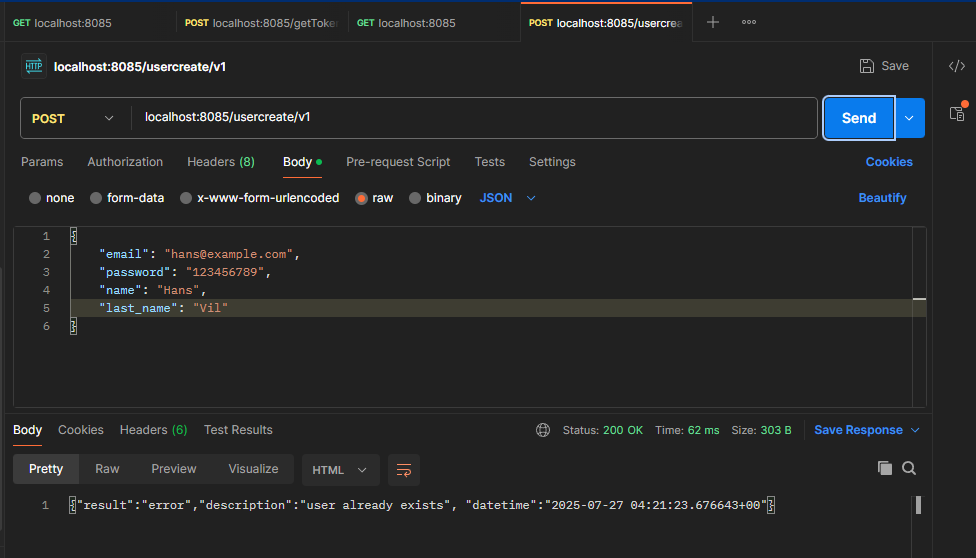 GET localhost:8085
POST localhost:8085/getToke
GET localhost:8085
POST localhost:8085/usercrea
HTTP localhost:8085/usercreate/v1
Save
POST localhost:8085/usercreate/v1
Send
Params Authorization Headers (8) Body Pre-request Script Tests Settings Cookies
none form-data x-www-form-urlencoded raw binary JSON Beautify
1 {
2 "email": "hans@example.com",
3 "password": "123456789",
4 "name": "Hans",
5 "last_name": "Vil"
6 }
Body Cookies Headers (6) Test Results Status: 200 OK Time: 62 ms Size: 303 B Save Response
Pretty Raw Preview Visualize HTML
1 {"result":"error","description":"user already exists", "datetime":"2025-07-27 04:21:23.676643+00"}